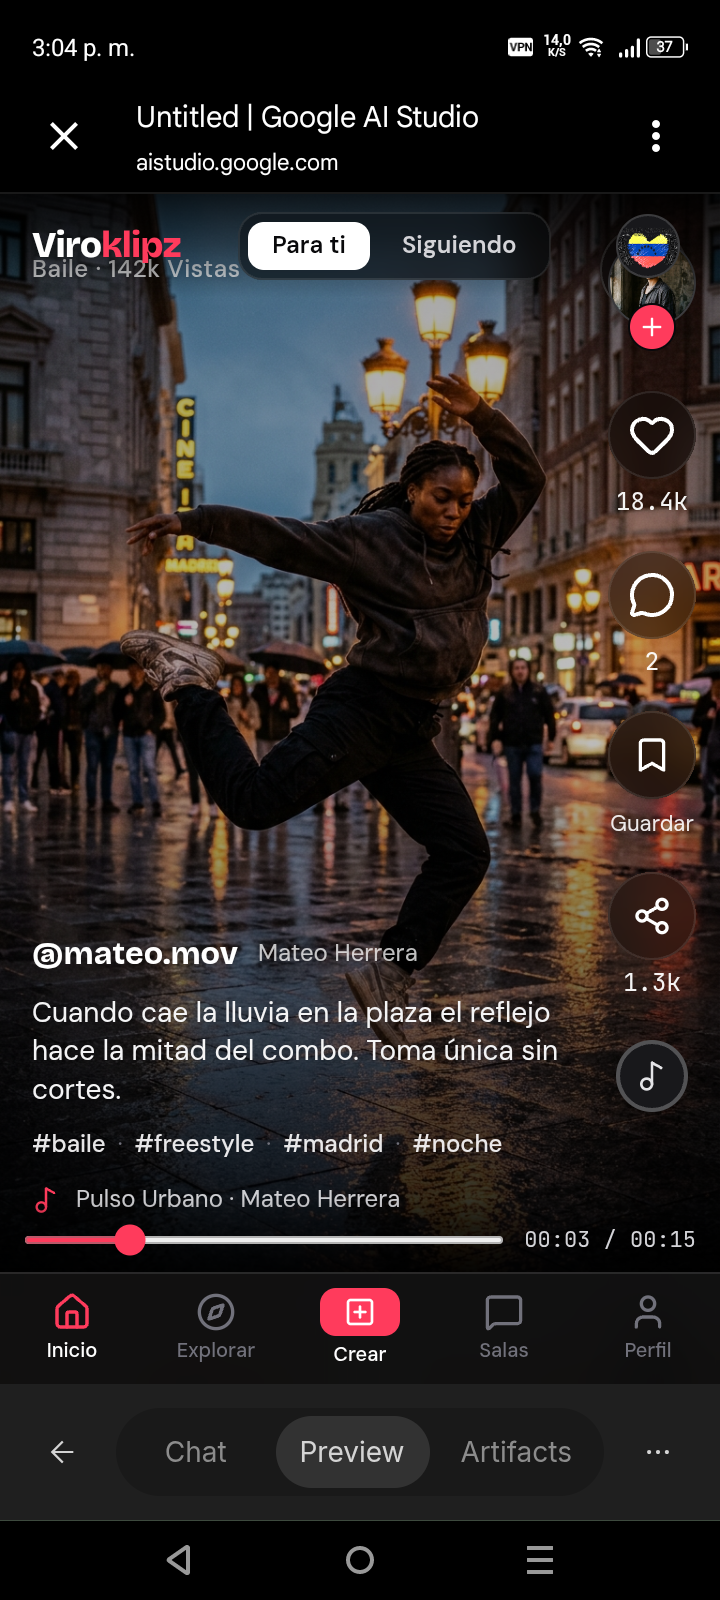 3:04 p. m.
VPN
14,0
K/S
37
Untitled | Google AI Studio
aistudio.google.com
Viroklipz
Baile · 142k Vistas
Para ti
Siguiendo
CINE
MADRID
18.4k
2
Guardar
1.3k
@mateo.mov Mateo Herrera
Cuando cae la lluvia en la plaza el reflejo
hace la mitad del combo. Toma única sin
cortes.
#baile · #freestyle · #madrid · #noche
Pulso Urbano · Mateo Herrera
00:03 / 00:15
Inicio
Explorar
Crear
Salas
Perfil
Chat
Preview
Artifacts